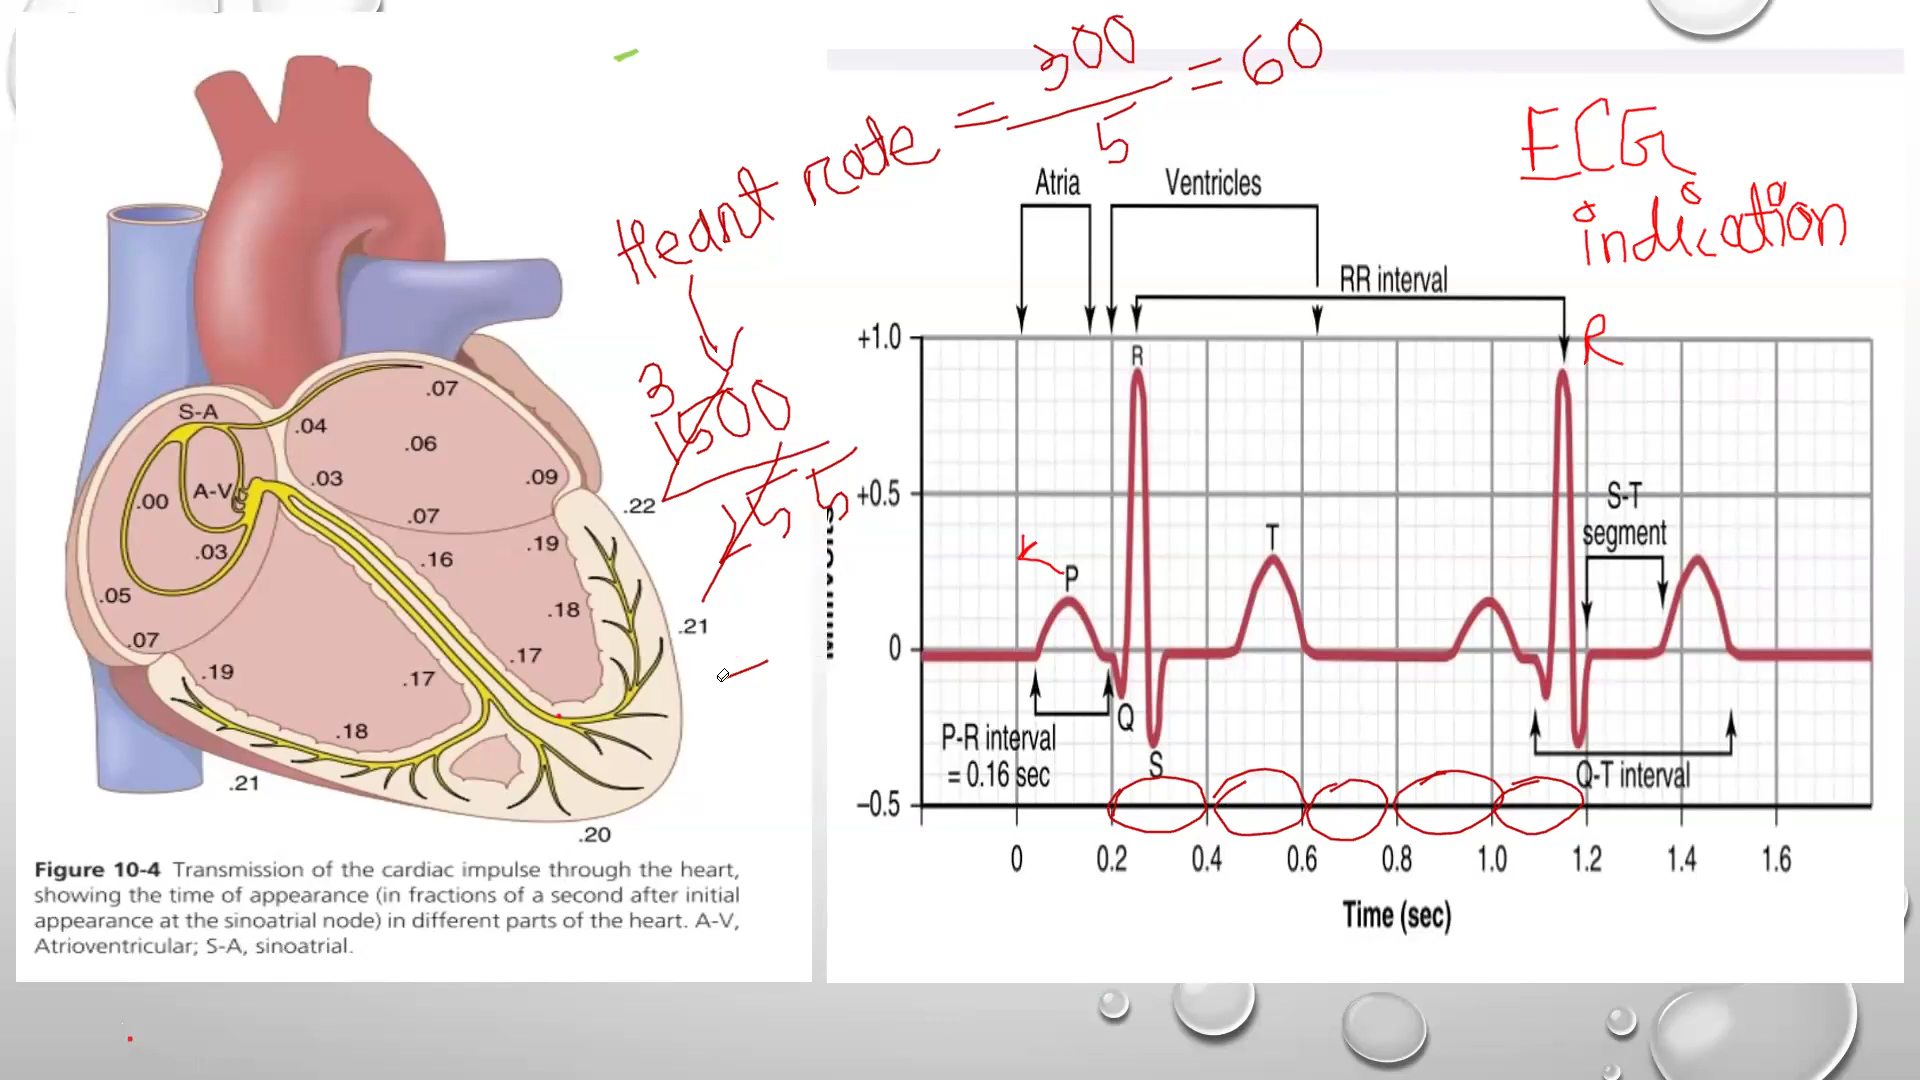 Heart rate = 300 / 5 = 60
ECG
indication
3
1500
25 5
R
S-A
A-V
.00
.03
.05
.07
.04
.03
.07
.06
.07
.09
.22
.19
.16
.18
.17
.21
.19
.17
.18
.21
.20
Figure 10-4 Transmission of the cardiac impulse through the heart,
showing the time of appearance (in fractions of a second after initial
appearance at the sinoatrial node) in different parts of the heart. A-V,
Atrioventricular; S-A, sinoatrial.
Atria
Ventricles
RR interval
+1.0
+0.5
0
–0.5
R
P
T
Q
S
S-T
segment
P-R interval
= 0.16 sec
Q-T interval
0 0.2 0.4 0.6 0.8 1.0 1.2 1.4 1.6
Time (sec)